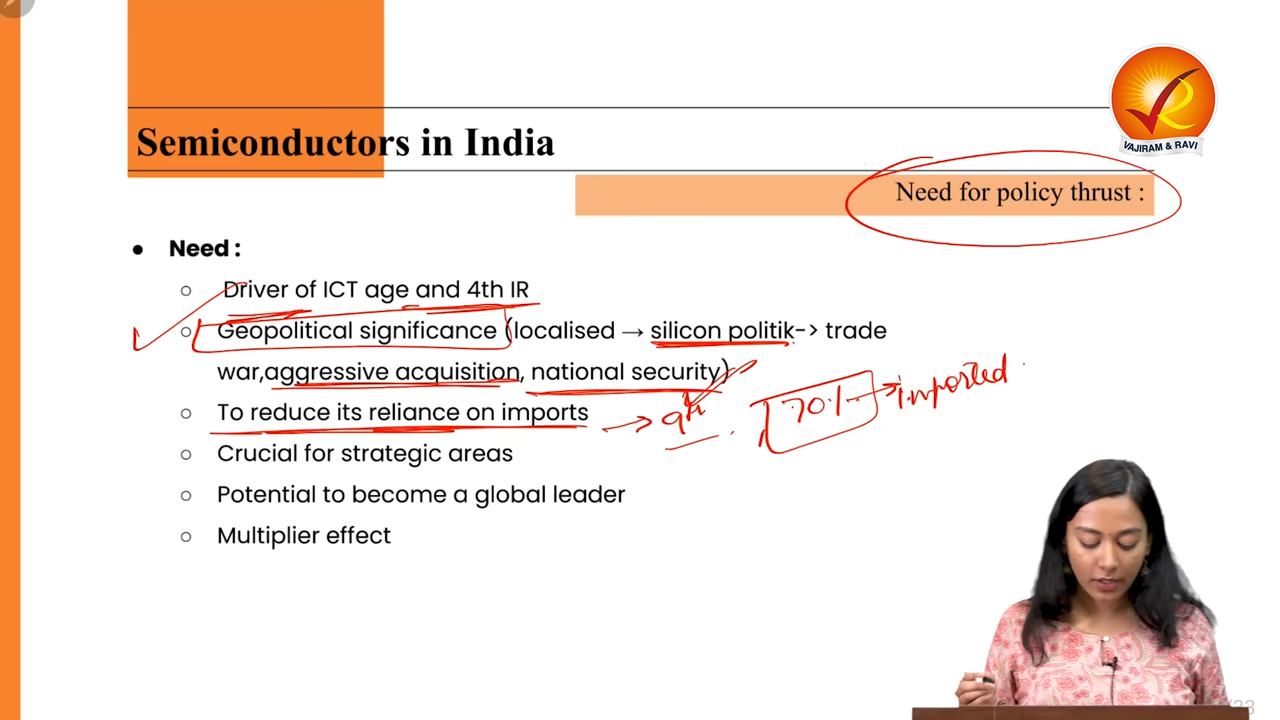 VAJIRAM & RAVI
Semiconductors in India
Need for policy thrust :
● Need :
○ Driver of ICT age and 4th IR
○ Geopolitical significance (localised → silicon politik-> trade
war,aggressive acquisition, national security)
○ To reduce its reliance on imports → 9th 70% → imported
○ Crucial for strategic areas
○ Potential to become a global leader
○ Multiplier effect